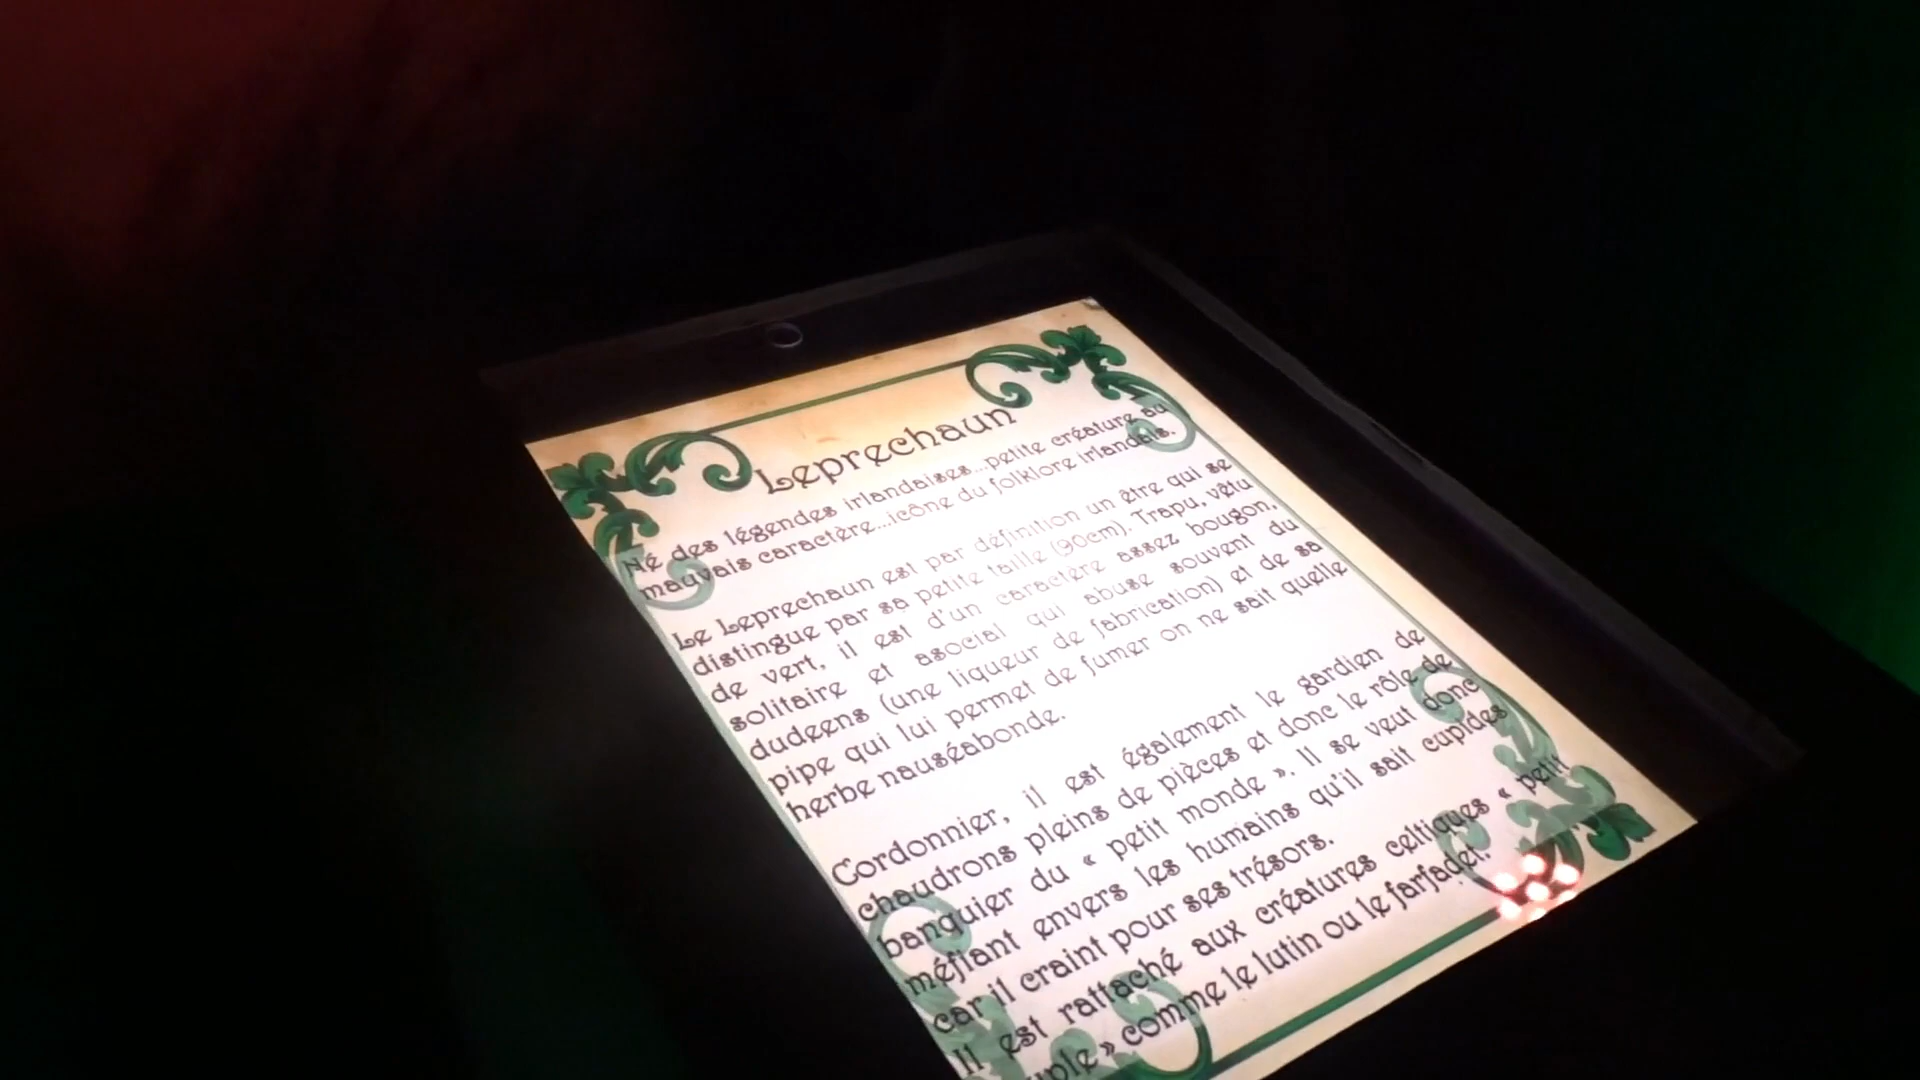 Leprechaun
Né des légendes irlandaises...petite créature au
mauvais caractère...icône du folklore irlandais.
Le Leprechaun est par définition un être qui se
distingue par sa petite taille (90cm). Trapu, vêtu
de vert, il est d'un caractère assez bougon,
solitaire et asocial qui abuse souvent du
dudeens (une liqueur de fabrication) et de sa
pipe qui lui permet de fumer on ne sait quelle
herbe nauséabonde.
Cordonnier, il est également le gardien de
chaudrons pleins de pièces et donc le rôle de
banquier du « petit monde ». Il se veut donc
méfiant envers les humains qu'il sait cupides
car il craint pour ses trésors.
Il est rattaché aux créatures celtiques « petit
» comme le lutin ou le farfadet.